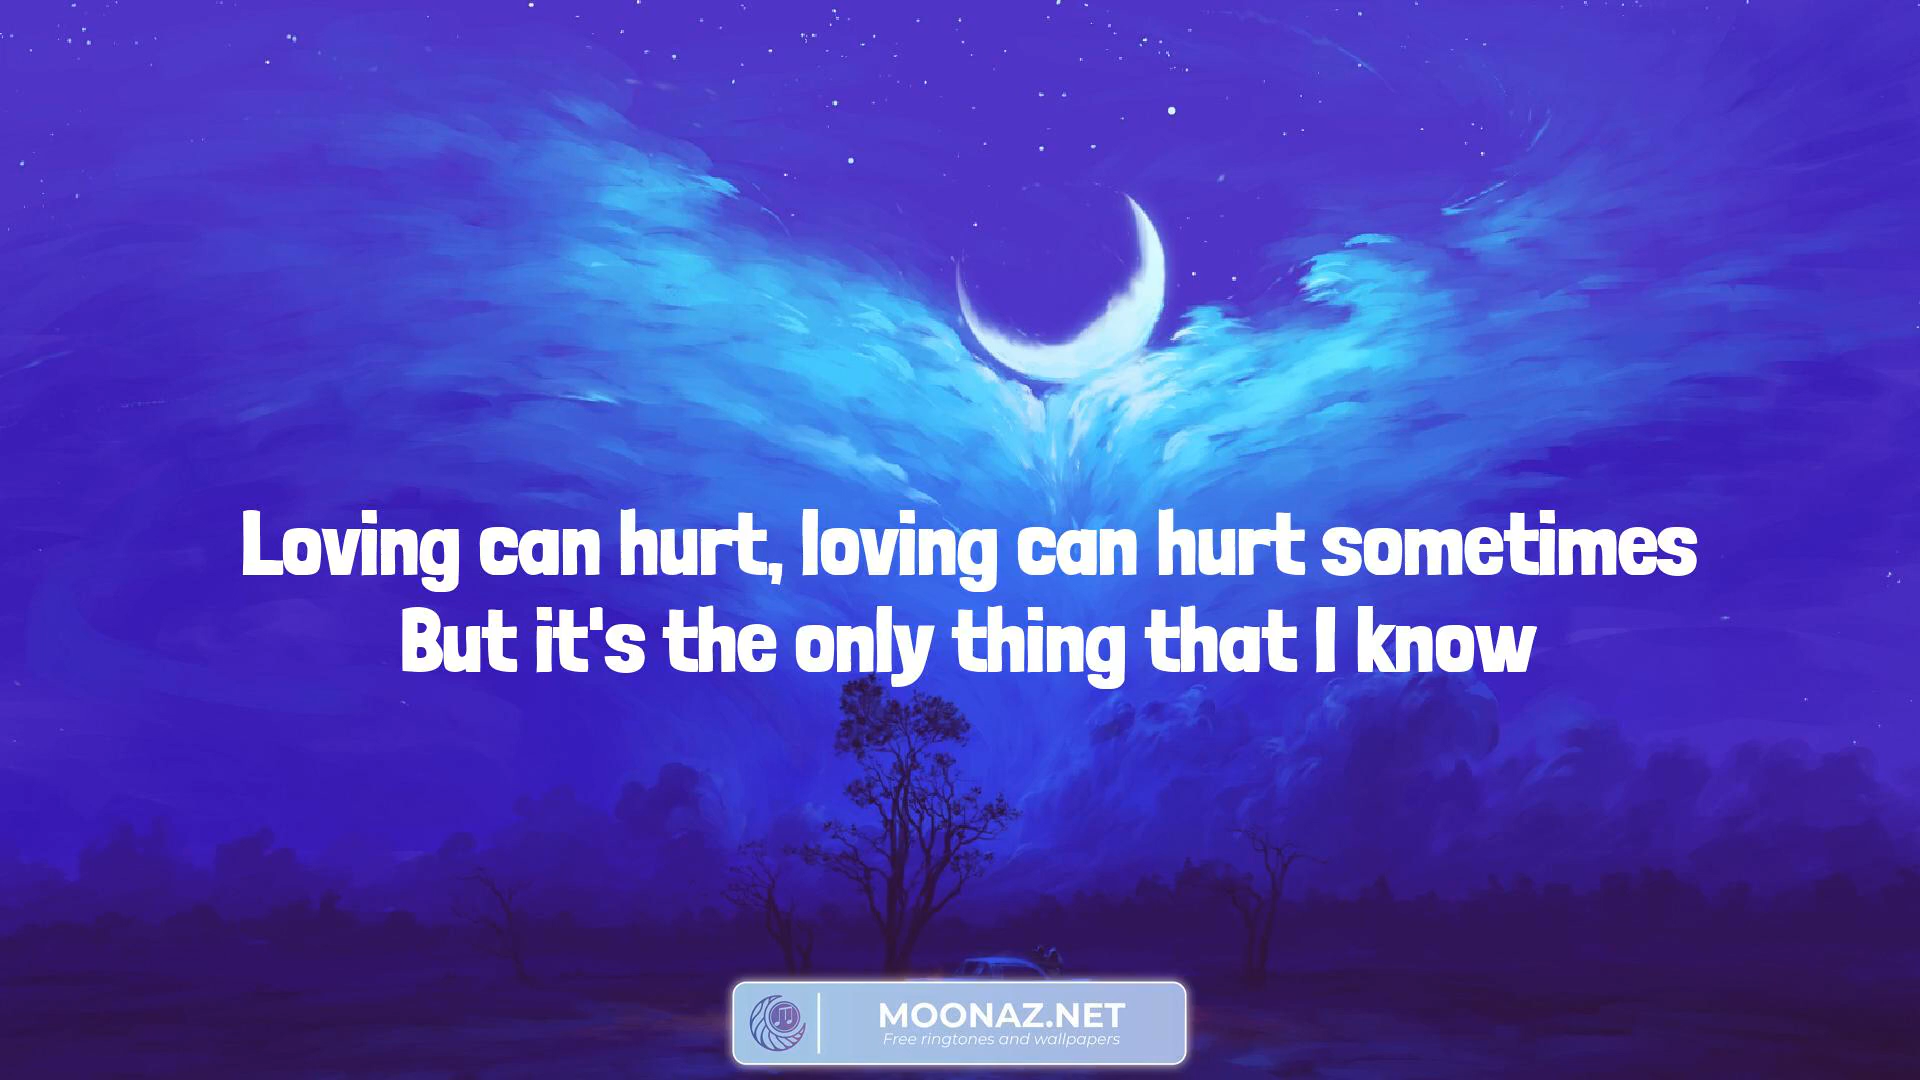 Loving can hurt, loving can hurt sometimes
But it's the only thing that I know
MOONAZ.NET
Free ringtones and wallpapers